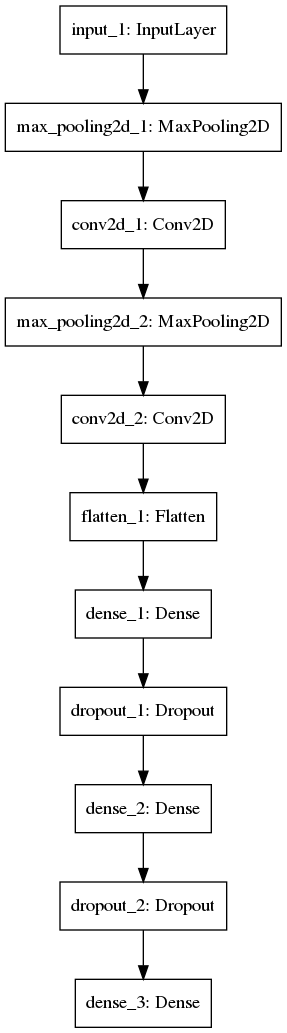 input_1: InputLayer
max_pooling2d_1: MaxPooling2D
conv2d_1: Conv2D
max_pooling2d_2: MaxPooling2D
conv2d_2: Conv2D
flatten_1: Flatten
dense_1: Dense
dropout_1: Dropout
dense_2: Dense
dropout_2: Dropout
dense_3: Dense